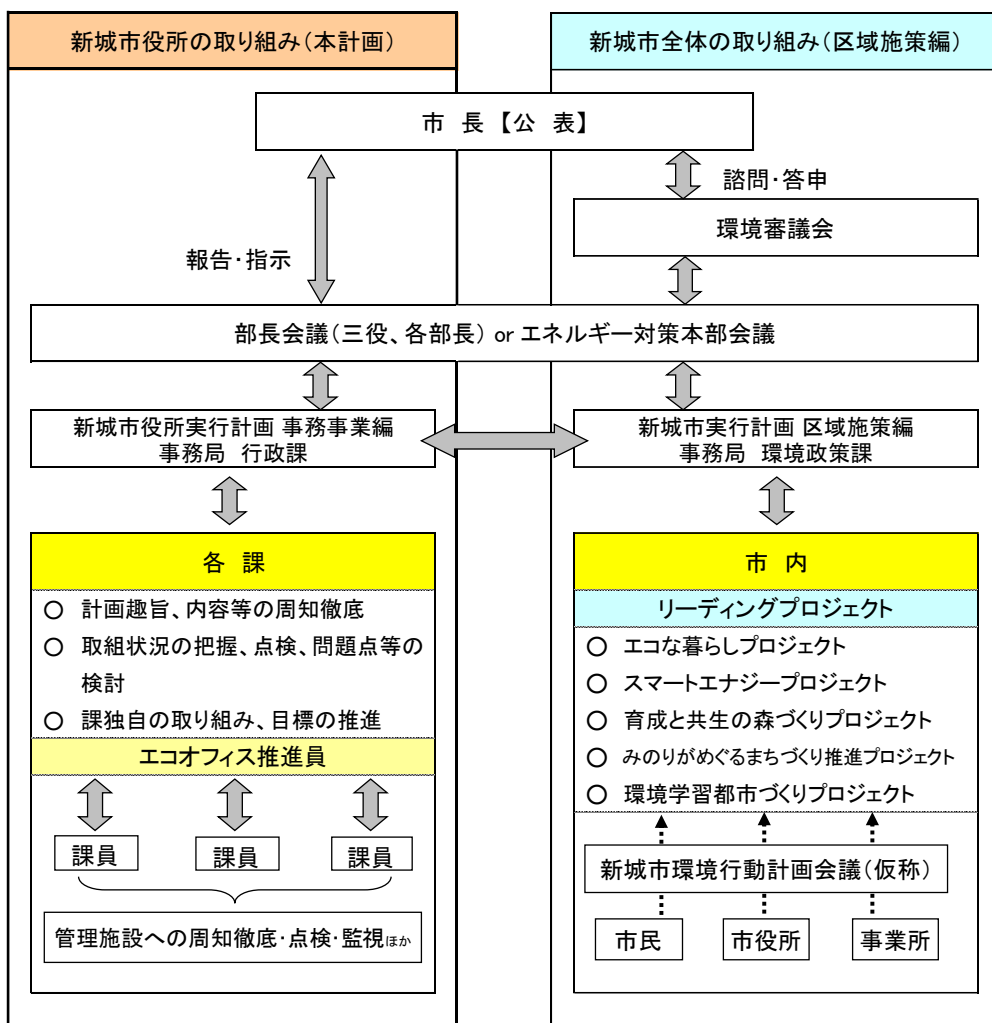 新城市役所の取り組み（本計画）
新城市全体の取り組み（区域施策編）
市 長【公 表】
諮問・答申
環境審議会
報告・指示
部長会議（三役、各部長） or エネルギー対策本部会議
新城市役所実行計画 事務事業編
事務局 行政課
新城市実行計画 区域施策編
事務局 環境政策課
各 課
○ 計画趣旨、内容等の周知徹底
○ 取組状況の把握、点検、問題点等の
検討
○ 課独自の取り組み、目標の推進
エコオフィス推進員
課員
課員
課員
管理施設への周知徹底・点検・監視ほか
市 内
リーディングプロジェクト
○ エコな暮らしプロジェクト
○ スマートエナジープロジェクト
○ 育成と共生の森づくりプロジェクト
○ みのりがめぐるまちづくり推進プロジェクト
○ 環境学習都市づくりプロジェクト
新城市環境行動計画会議（仮称）
市民
市役所
事業所